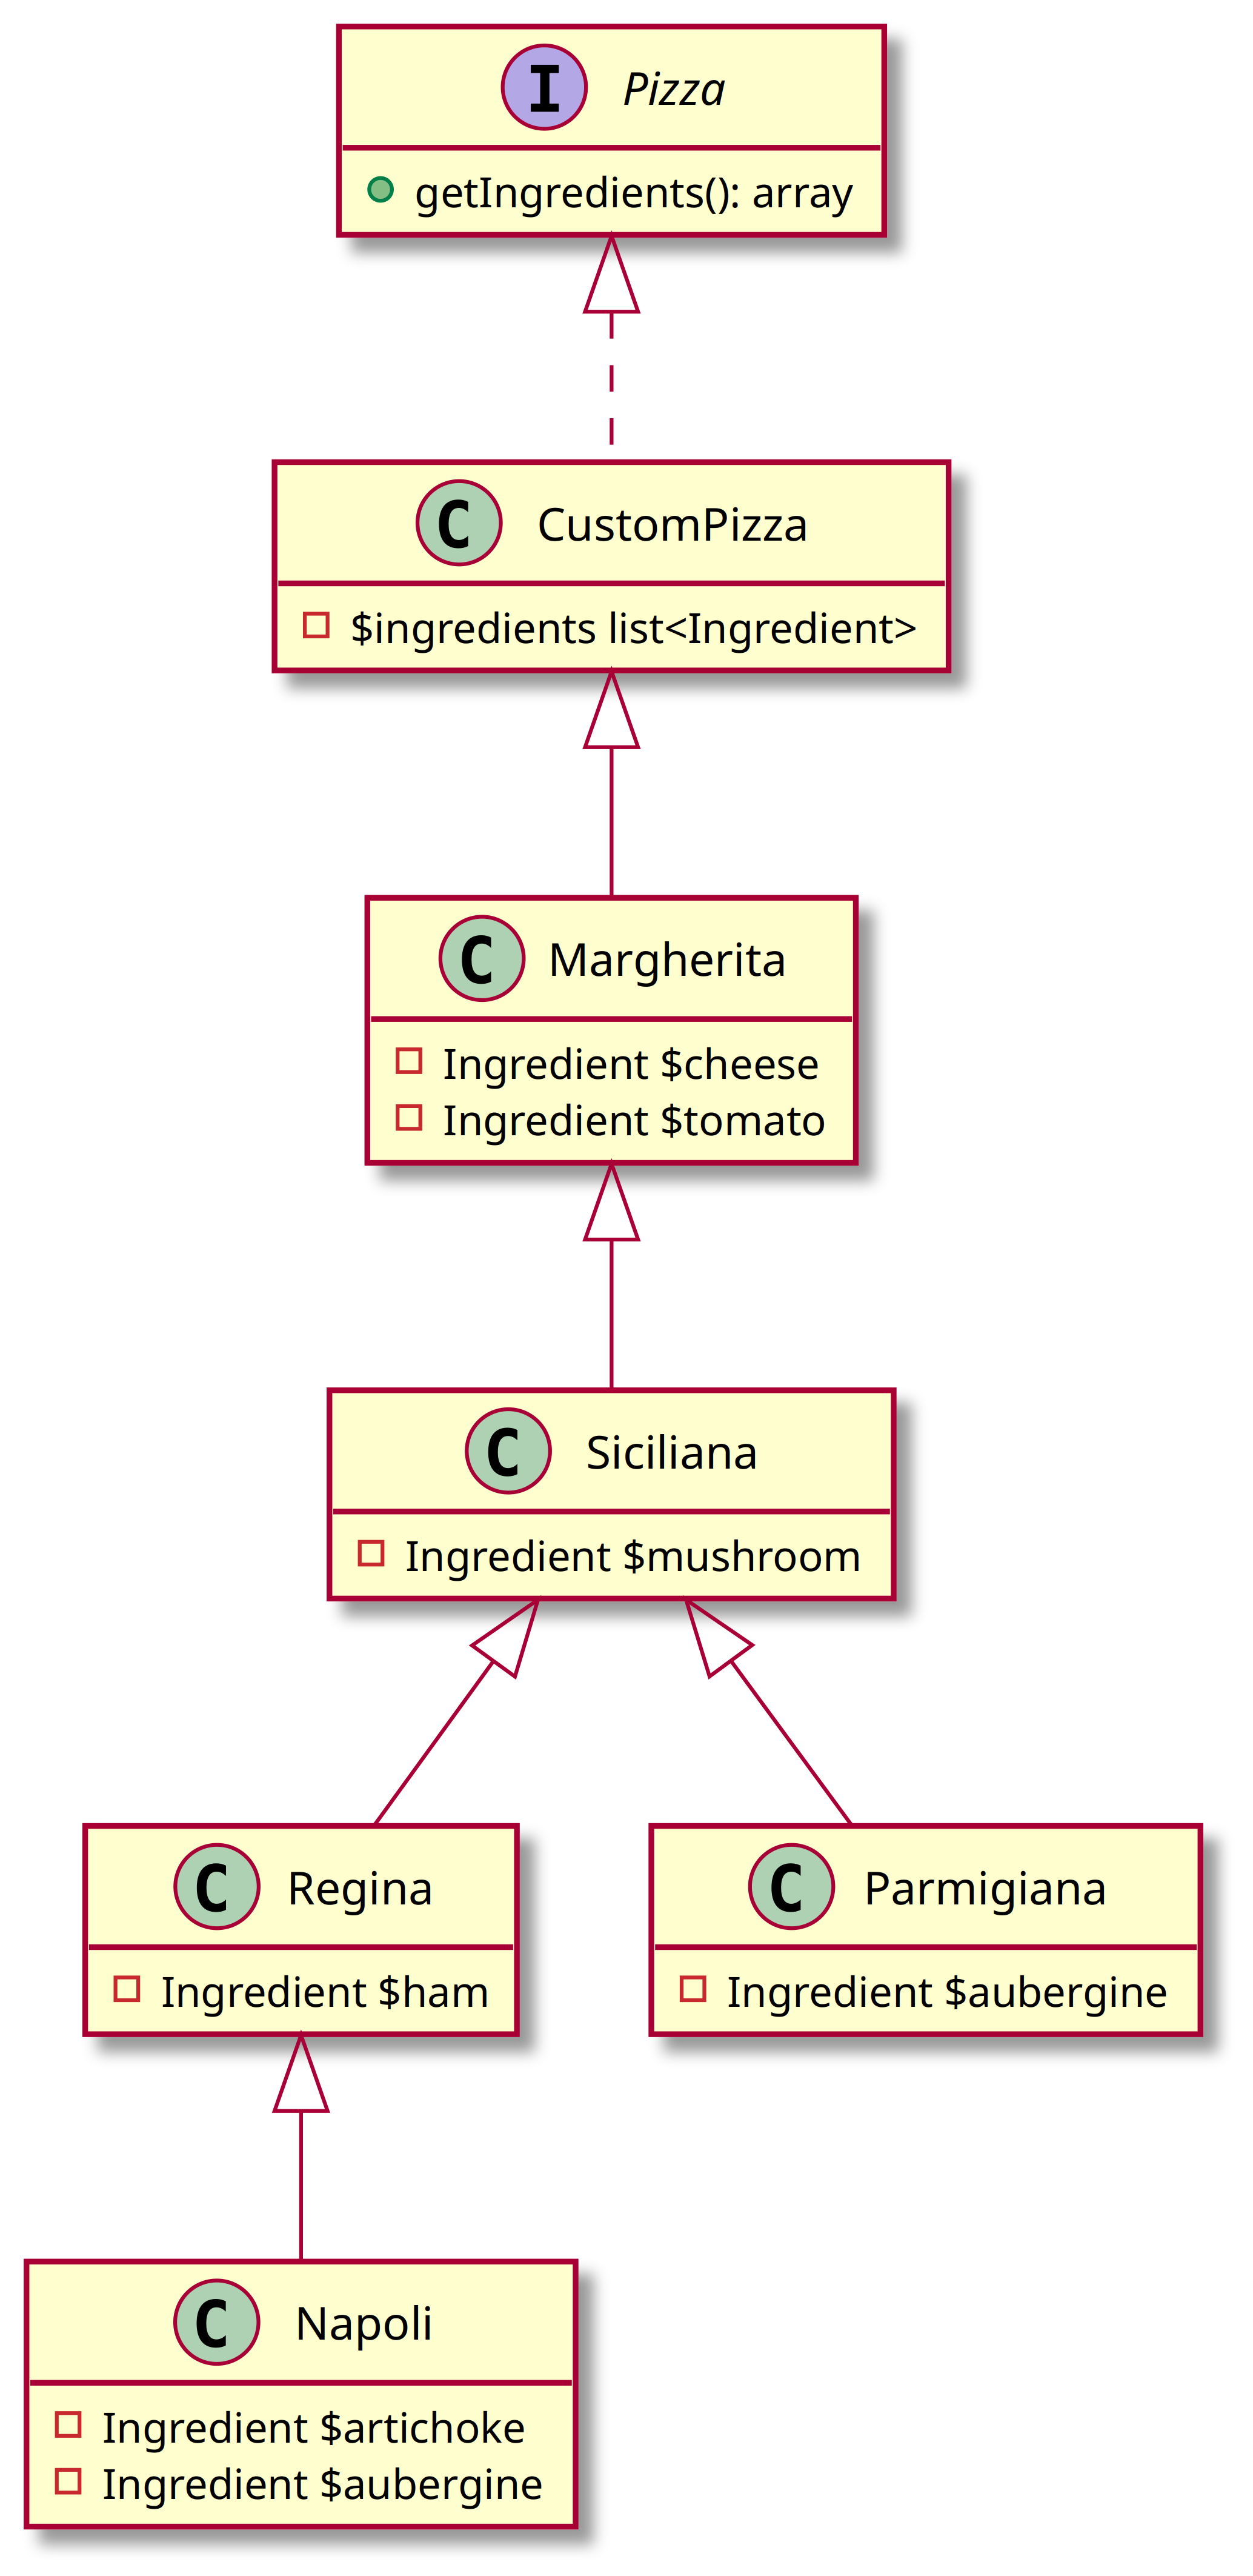 I Pizza
getIngredients(): array
C CustomPizza
$ingredients list<Ingredient>
C Margherita
Ingredient $cheese
Ingredient $tomato
C Siciliana
Ingredient $mushroom
C Regina
Ingredient $ham
C Parmigiana
Ingredient $aubergine
C Napoli
Ingredient $artichoke
Ingredient $aubergine